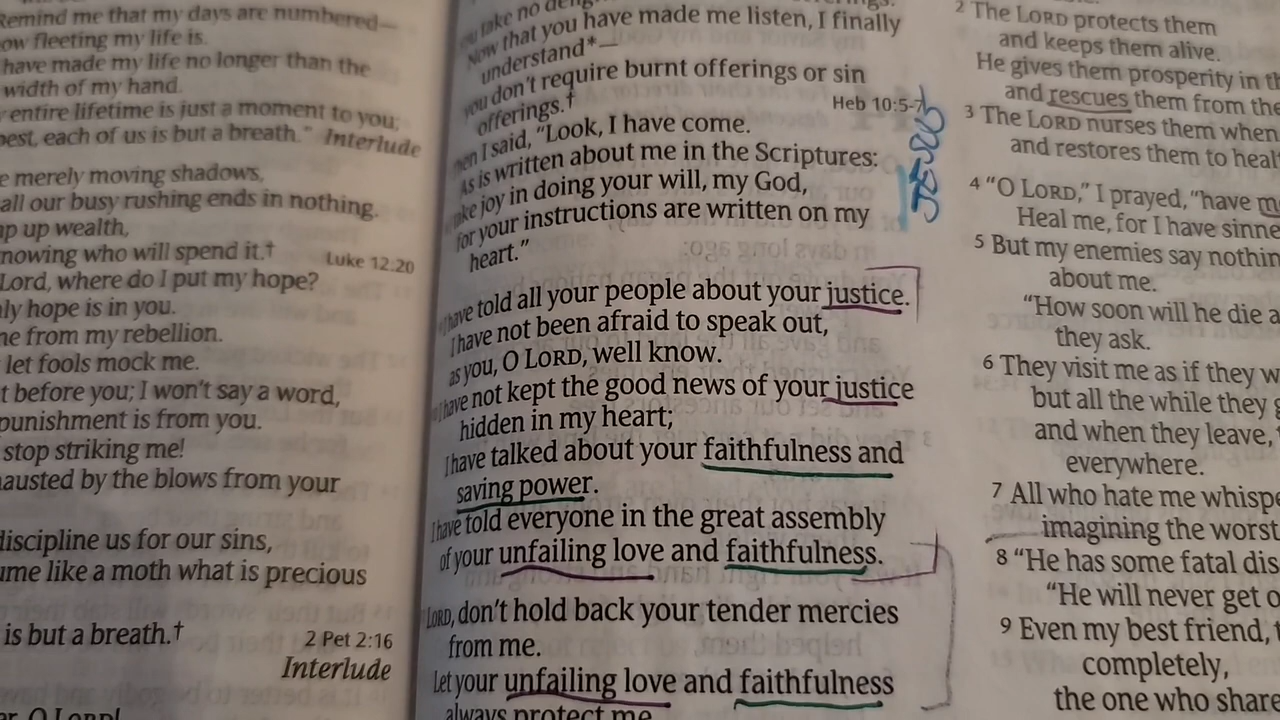 Remind me that my days are numbered—
how fleeting my life is.
have made my life no longer than the
width of my hand.
entire lifetime is just a moment to you;
best, each of us is but a breath." Interlude
e merely moving shadows,
all our busy rushing ends in nothing.
ap up wealth,
nowing who will spend it.†
Luke 12:20
Lord, where do I put my hope?
nly hope is in you.
me from my rebellion.
let fools mock me.
t before you; I won't say a word,
punishment is from you.
stop striking me!
hausted by the blows from your
discipline us for our sins,
ume like a moth what is precious
is but a breath.†
2 Pet 2:16
Interlude
er, O LORD!
you take no
Now that you have made me listen, I finally
understand*—
you don't require burnt offerings or sin
offerings.†
Heb 10:5-7
JESUS
hen I said, "Look, I have come.
As is written about me in the Scriptures:
ake joy in doing your will, my God,
for your instructions are written on my
heart."
I have told all your people about your justice.
I have not been afraid to speak out,
as you, O LORD, well know.
I have not kept the good news of your justice
hidden in my heart;
I have talked about your faithfulness and
saving power.
I have told everyone in the great assembly
of your unfailing love and faithfulness.
LORD, don't hold back your tender mercies
from me.
Let your unfailing love and faithfulness
always protect me.
2 The LORD protects them
and keeps them alive.
He gives them prosperity in th
and rescues them from the
3 The LORD nurses them when
and restores them to heal
4 "O LORD," I prayed, "have m
Heal me, for I have sinne
5 But my enemies say nothin
about me.
"How soon will he die a
they ask.
6 They visit me as if they w
but all the while they
and when they leave,
everywhere.
7 All who hate me whispe
imagining the worst
8 "He has some fatal dis
"He will never get o
9 Even my best friend, t
completely,
the one who share